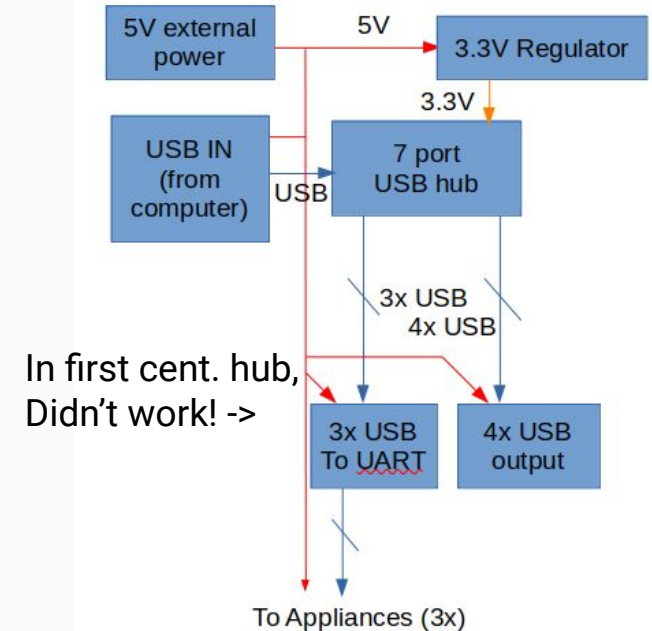 5V external
power
5V
3.3V Regulator
3.3V
USB IN
(from
computer)
USB
7 port
USB hub
3x USB
4x USB
In first cent. hub,
Didn’t work! ->
3x USB
To UART
4x USB
output
To Appliances (3x)